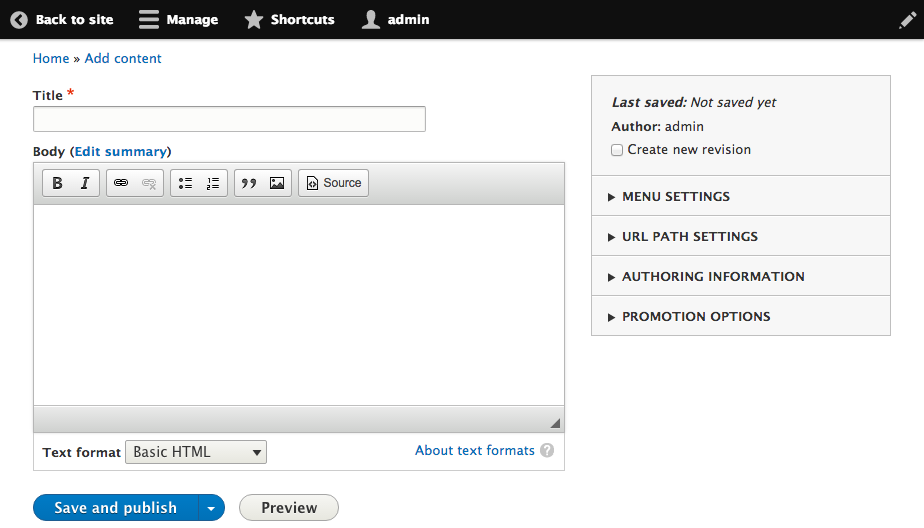 Back to site Manage Shortcuts admin
Home » Add content
Title *
Body (Edit summary)
B I Source
Text format Basic HTML About text formats ?
Save and publish Preview
Last saved: Not saved yet
Author: admin
Create new revision
MENU SETTINGS
URL PATH SETTINGS
AUTHORING INFORMATION
PROMOTION OPTIONS